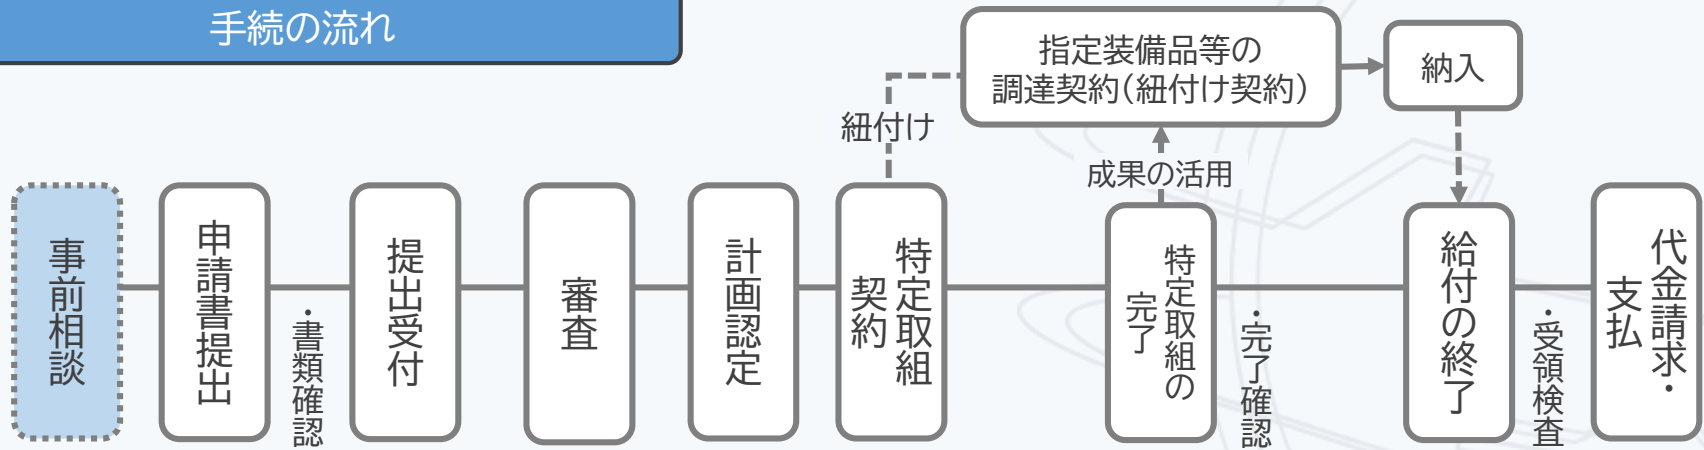 手続の流れ
指定装備品等の
調達契約(紐付け契約)
納入
紐付け
成果の活用
事前相談
申請書提出
・書類確認
提出受付
審査
計画認定
特定取組
契約
特定取組の
完了
・完了確認
給付の終了
・受領検査
代金請求・
支払